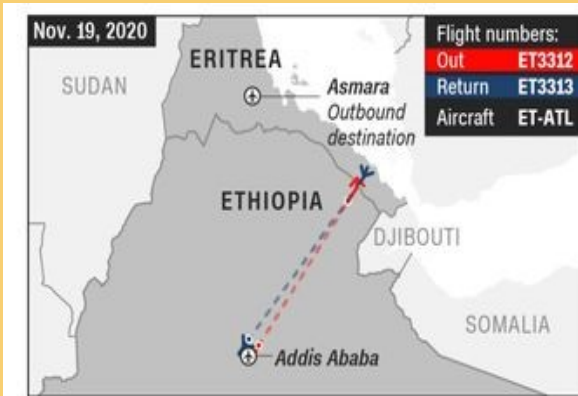 Nov. 19, 2020
Flight numbers:
Out ET3312
Return ET3313
Aircraft ET-ATL
ERITREA
SUDAN
Asmara
Outbound
destination
ETHIOPIA
DJIBOUTI
SOMALIA
Addis Ababa